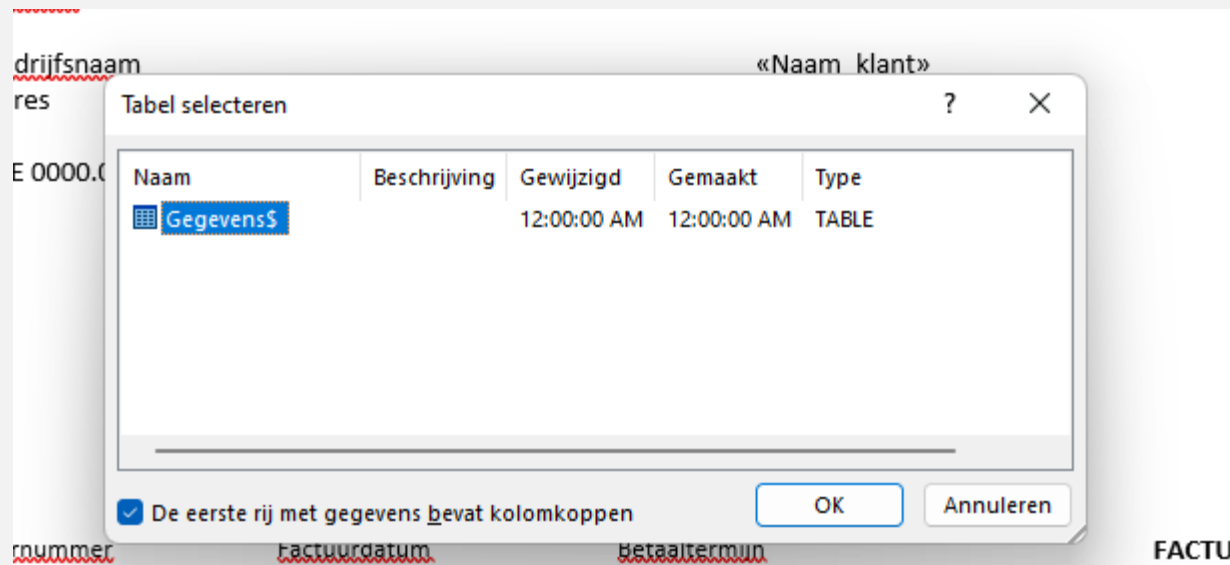 drijfsnaam «Naam_klant»
res
Tabel selecteren ?
E 0000.0
Naam Beschrijving Gewijzigd Gemaakt Type
Gegevens$ 12:00:00 AM 12:00:00 AM TABLE
De eerste rij met gegevens bevat kolomkoppen OK Annuleren
rnummer Factuurdatum Betaaltermijn FACTU